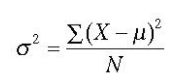 σ² = Σ(X − μ)² / N